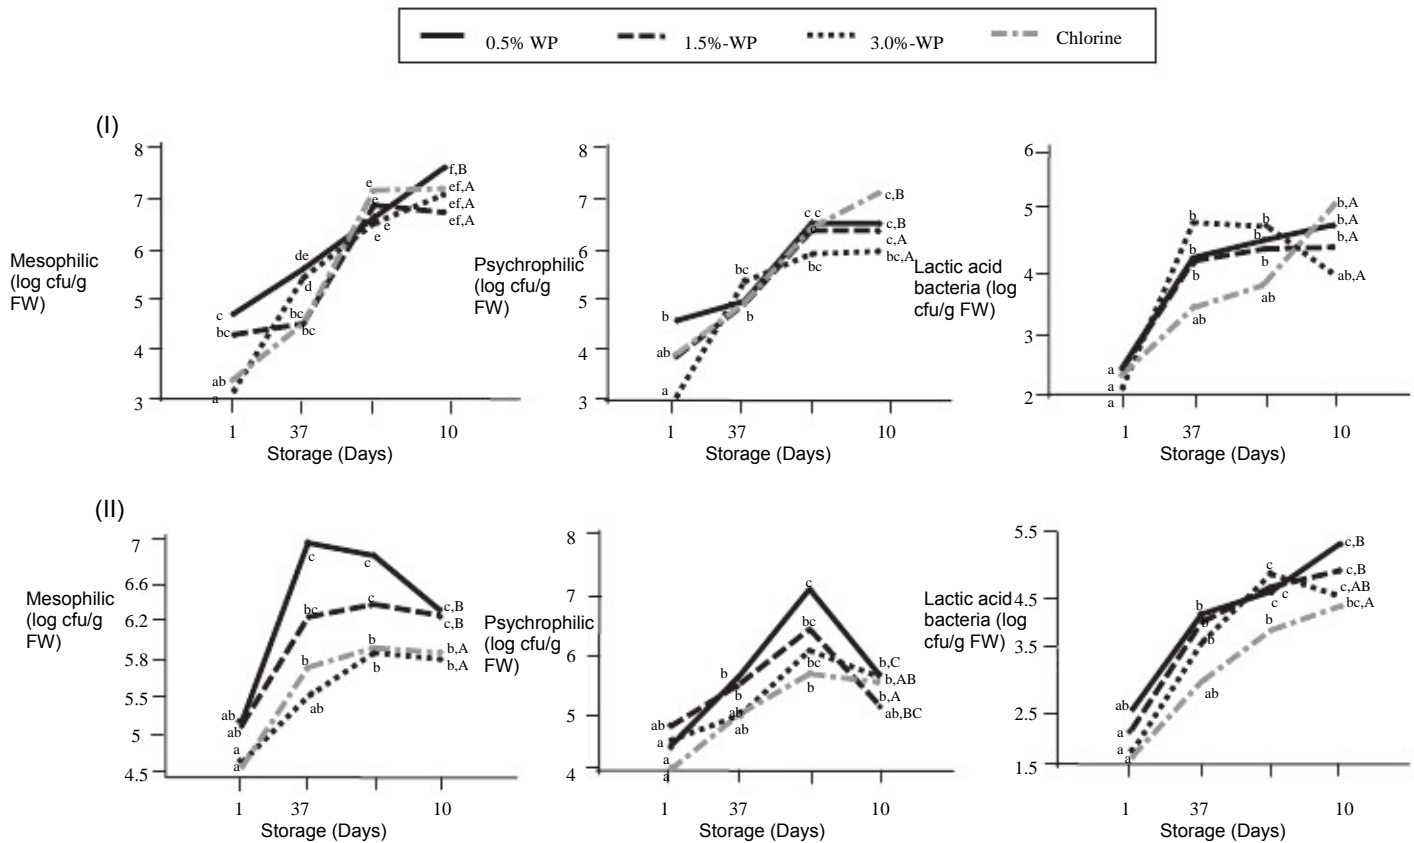 0.5% WP 1.5%-WP 3.0%-WP Chlorine
(I)
Mesophilic
(log cfu/g
FW)
8
7
6
5
4
3
c
bc
ab
a
de
d
bc
bc
e
e
e
e
f,B
ef,A
ef,A
ef,A
1 37 10
Storage (Days)
Psychrophilic
(log cfu/g
FW)
8
7
6
5
4
3
b
ab
a
bc
b
c c
c
bc
c,B
c,B
c,A
bc,A
1 37 10
Storage (Days)
Lactic acid
bacteria (log
cfu/g FW)
6
5
4
3
2
a
a
a
b
b
b
ab
b
b
b
ab
b,A
b,A
b,A
ab,A
1 37 10
Storage (Days)
(II)
Mesophilic
(log cfu/g
FW)
7
6.6
6.2
5.8
5.5
5
4.5
ab
ab
a
a
c
bc
b
ab
c
c
b
b
c,B
c,B
b,A
b,A
1 37 10
Storage (Days)
Psychrophilic
(log cfu/g
FW)
8
7
6
5
4
ab
a
a
a
b
b
ab
ab
c
bc
bc
b
b,C
b,AB
b,A
ab,BC
1 37 10
Storage (Days)
Lactic acid
bacteria (log
cfu/g FW)
5.5
4.5
3.5
2.5
1.5
ab
a
a
a
b
b
b
ab
c
c
c
b
c,B
c,B
c,AB
bc,A
1 37 10
Storage (Days)